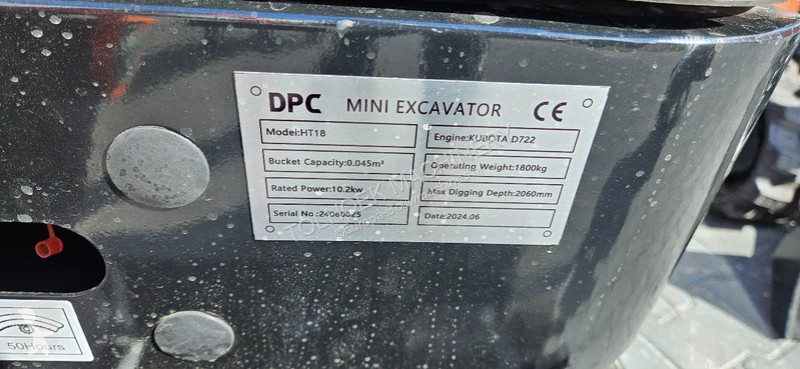 DPC MINI EXCAVATOR CE
Model:HT18 Engine:KUBOTA D722
Bucket Capacity:0.045m³ Operating Weight:1800kg
Rated Power:10.2kw Max Digging Depth:2060mm
Serial No.:24060025 Date:2024.06
50Hours